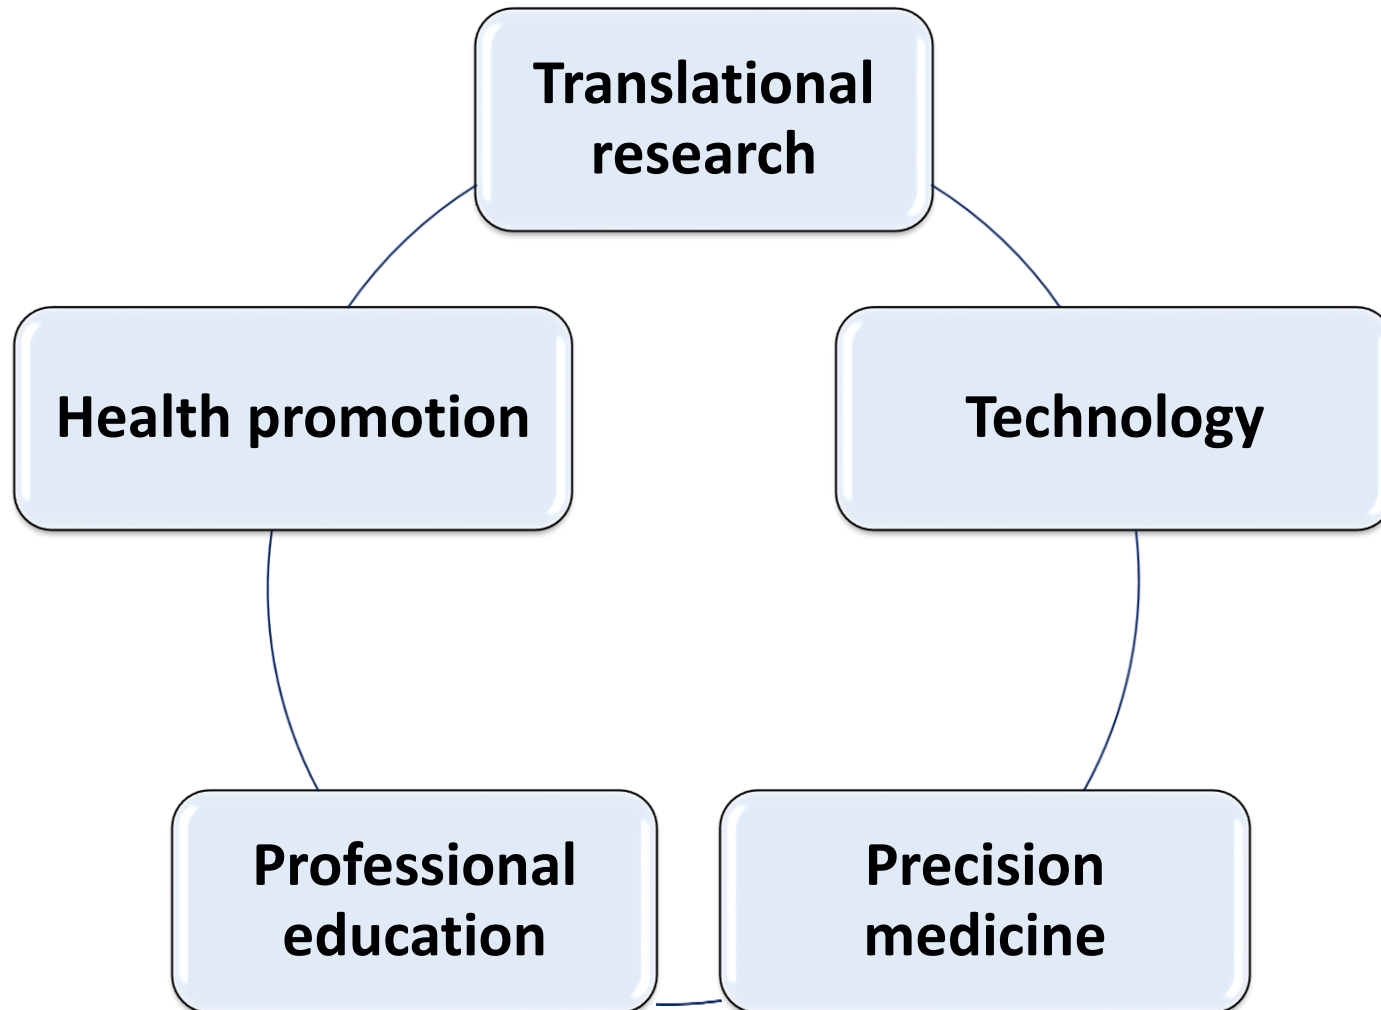 Translational
research
Health promotion
Technology
Professional
education
Precision
medicine